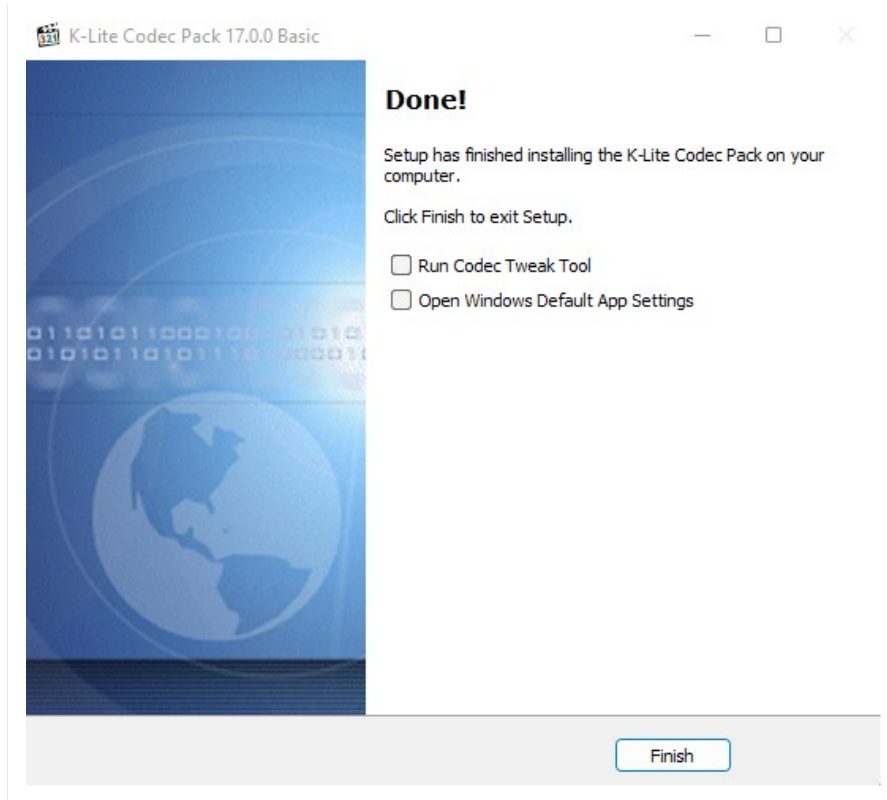 K-Lite Codec Pack 17.0.0 Basic
Done!
Setup has finished installing the K-Lite Codec Pack on your
computer.
Click Finish to exit Setup.
Run Codec Tweak Tool
Open Windows Default App Settings
Finish